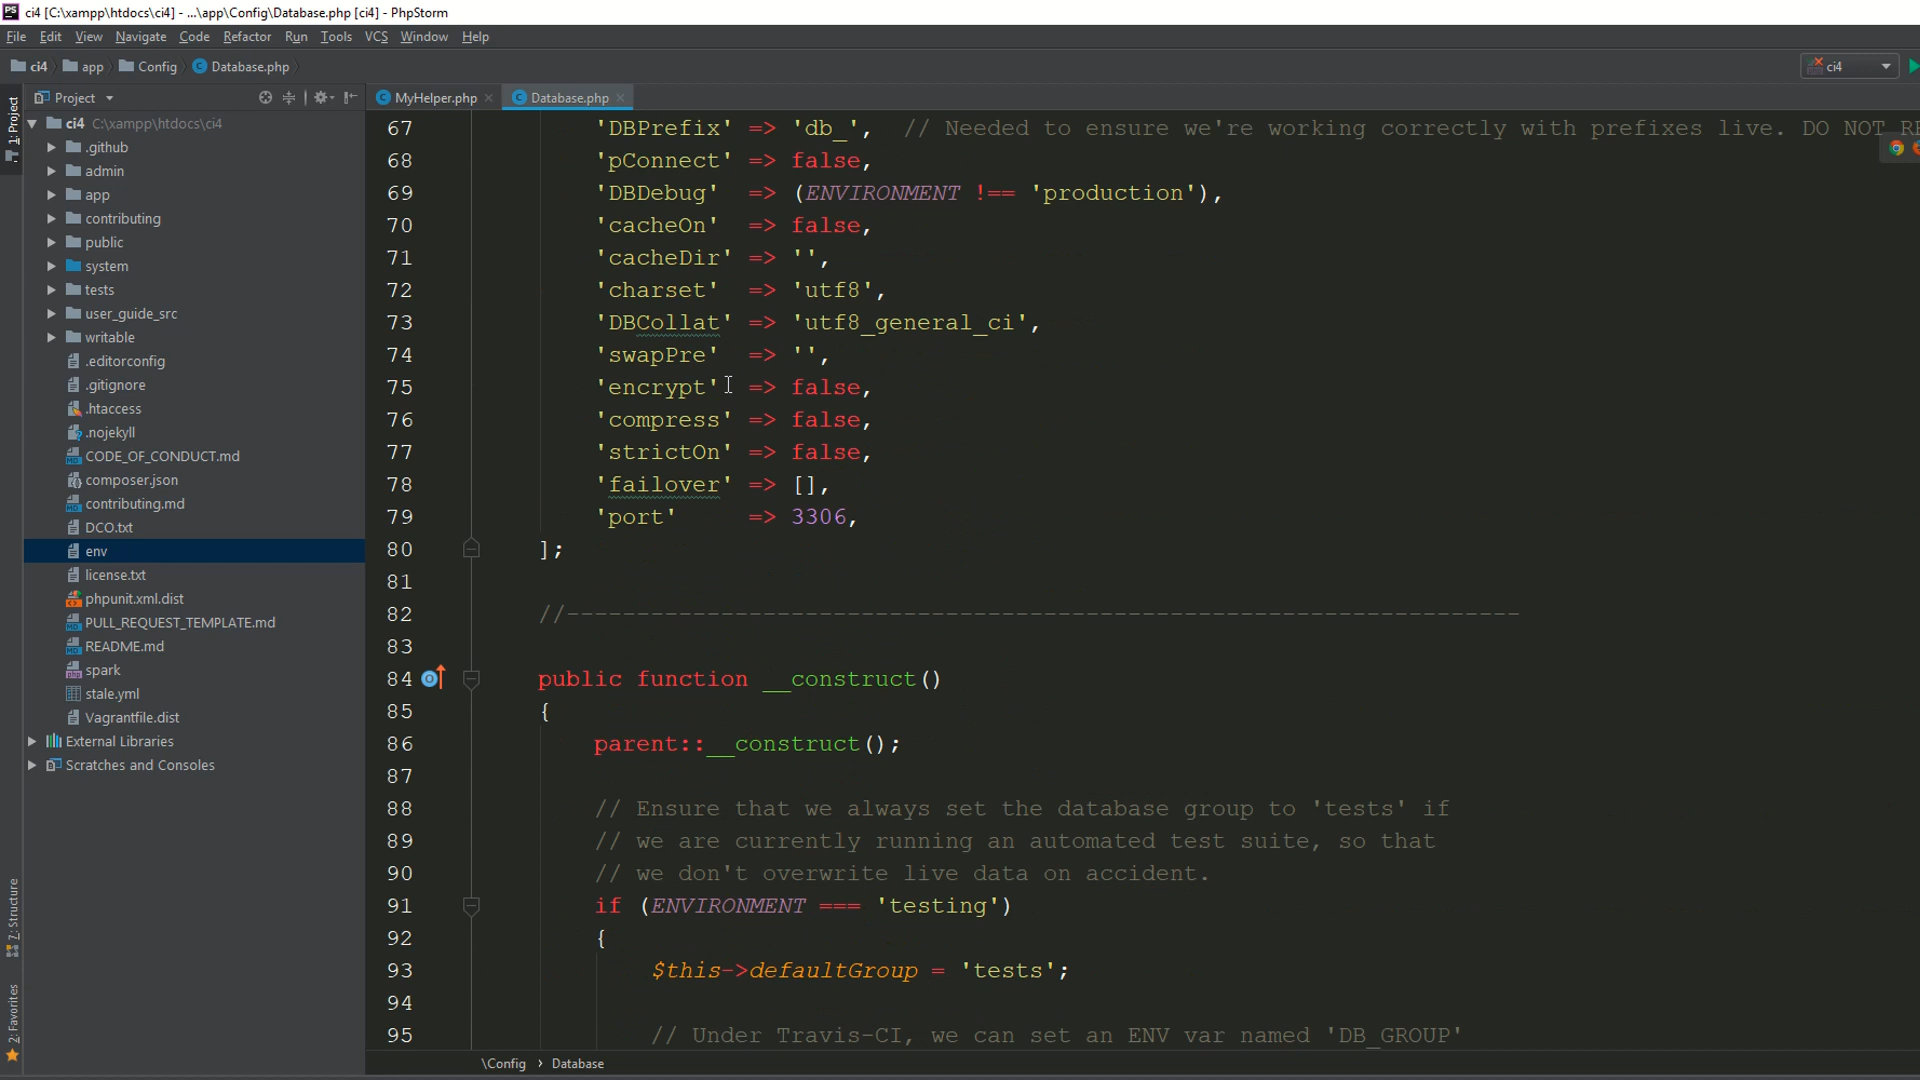 ci4 [C:\xampp\htdocs\ci4] - ...\app\Config\Database.php [ci4] - PhpStorm
File Edit View Navigate Code Refactor Run Tools VCS Window Help
ci4 app Config Database.php
ci4
Project
MyHelper.php
Database.php
1: Project
7: Structure
2: Favorites
ci4 C:\xampp\htdocs\ci4
.github
admin
app
contributing
public
system
tests
user_guide_src
writable
.editorconfig
.gitignore
.htaccess
.nojekyll
CODE_OF_CONDUCT.md
composer.json
contributing.md
DCO.txt
env
license.txt
phpunit.xml.dist
PULL_REQUEST_TEMPLATE.md
README.md
spark
stale.yml
Vagrantfile.dist
External Libraries
Scratches and Consoles
67 'DBPrefix' => 'db_', // Needed to ensure we're working correctly with prefixes live. DO NOT RE
68 'pConnect' => false,
69 'DBDebug' => (ENVIRONMENT !== 'production'),
70 'cacheOn' => false,
71 'cacheDir' => '',
72 'charset' => 'utf8',
73 'DBCollat' => 'utf8_general_ci',
74 'swapPre' => '',
75 'encrypt' => false,
76 'compress' => false,
77 'strictOn' => false,
78 'failover' => [],
79 'port' => 3306,
80 ];
81
82 //--------------------------------------------------------------------
83
84 public function __construct()
85 {
86 parent::__construct();
87
88 // Ensure that we always set the database group to 'tests' if
89 // we are currently running an automated test suite, so that
90 // we don't overwrite live data on accident.
91 if (ENVIRONMENT === 'testing')
92 {
93 $this->defaultGroup = 'tests';
94
95 // Under Travis-CI, we can set an ENV var named 'DB_GROUP'
\Config › Database